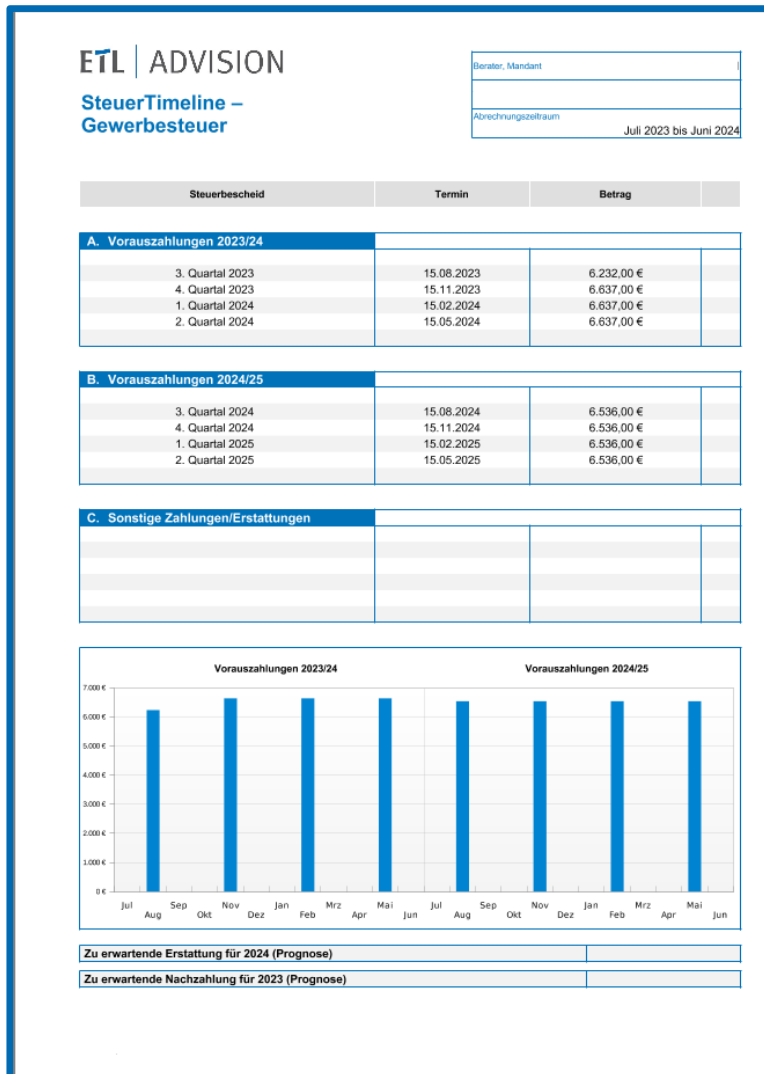 ETL | ADVISION
SteuerTimeline –
Gewerbesteuer
Berater, Mandant |
Abrechnungszeitraum
Juli 2023 bis Juni 2024
Steuerbescheid Termin Betrag
A. Vorauszahlungen 2023/24
3. Quartal 2023 15.08.2023 6.232,00 €
4. Quartal 2023 15.11.2023 6.637,00 €
1. Quartal 2024 15.02.2024 6.637,00 €
2. Quartal 2024 15.05.2024 6.637,00 €
B. Vorauszahlungen 2024/25
3. Quartal 2024 15.08.2024 6.536,00 €
4. Quartal 2024 15.11.2024 6.536,00 €
1. Quartal 2025 15.02.2025 6.536,00 €
2. Quartal 2025 15.05.2025 6.536,00 €
C. Sonstige Zahlungen/Erstattungen
Vorauszahlungen 2023/24 Vorauszahlungen 2024/25
7.000 €
6.000 €
5.000 €
4.000 €
3.000 €
2.000 €
1.000 €
0 €
Jul Aug Sep Okt Nov Dez Jan Feb Mrz Apr Mai Jun Jul Aug Sep Okt Nov Dez Jan Feb Mrz Apr Mai Jun
Zu erwartende Erstattung für 2024 (Prognose)
Zu erwartende Nachzahlung für 2023 (Prognose)